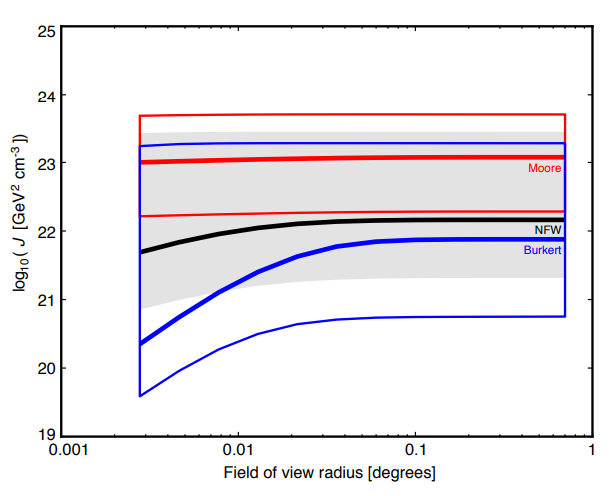 25
24
23
22
21
20
19
log10( J [GeV2 cm-3])
Moore
NFW
Burkert
0.001
0.01
0.1
1
Field of view radius [degrees]